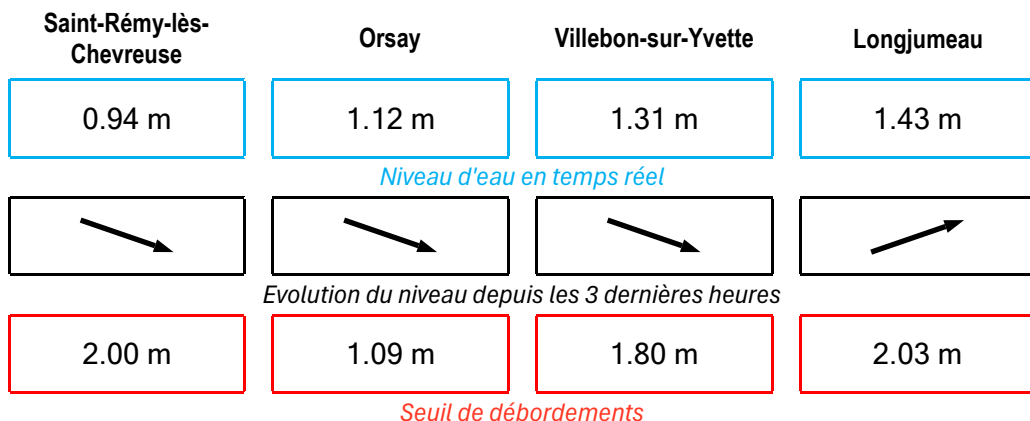 Saint-Rémy-lès-
Chevreuse
Orsay
Villebon-sur-Yvette
Longjumeau
0.94 m
1.12 m
1.31 m
1.43 m
Niveau d'eau en temps réel
Evolution du niveau depuis les 3 dernières heures
2.00 m
1.09 m
1.80 m
2.03 m
Seuil de débordements